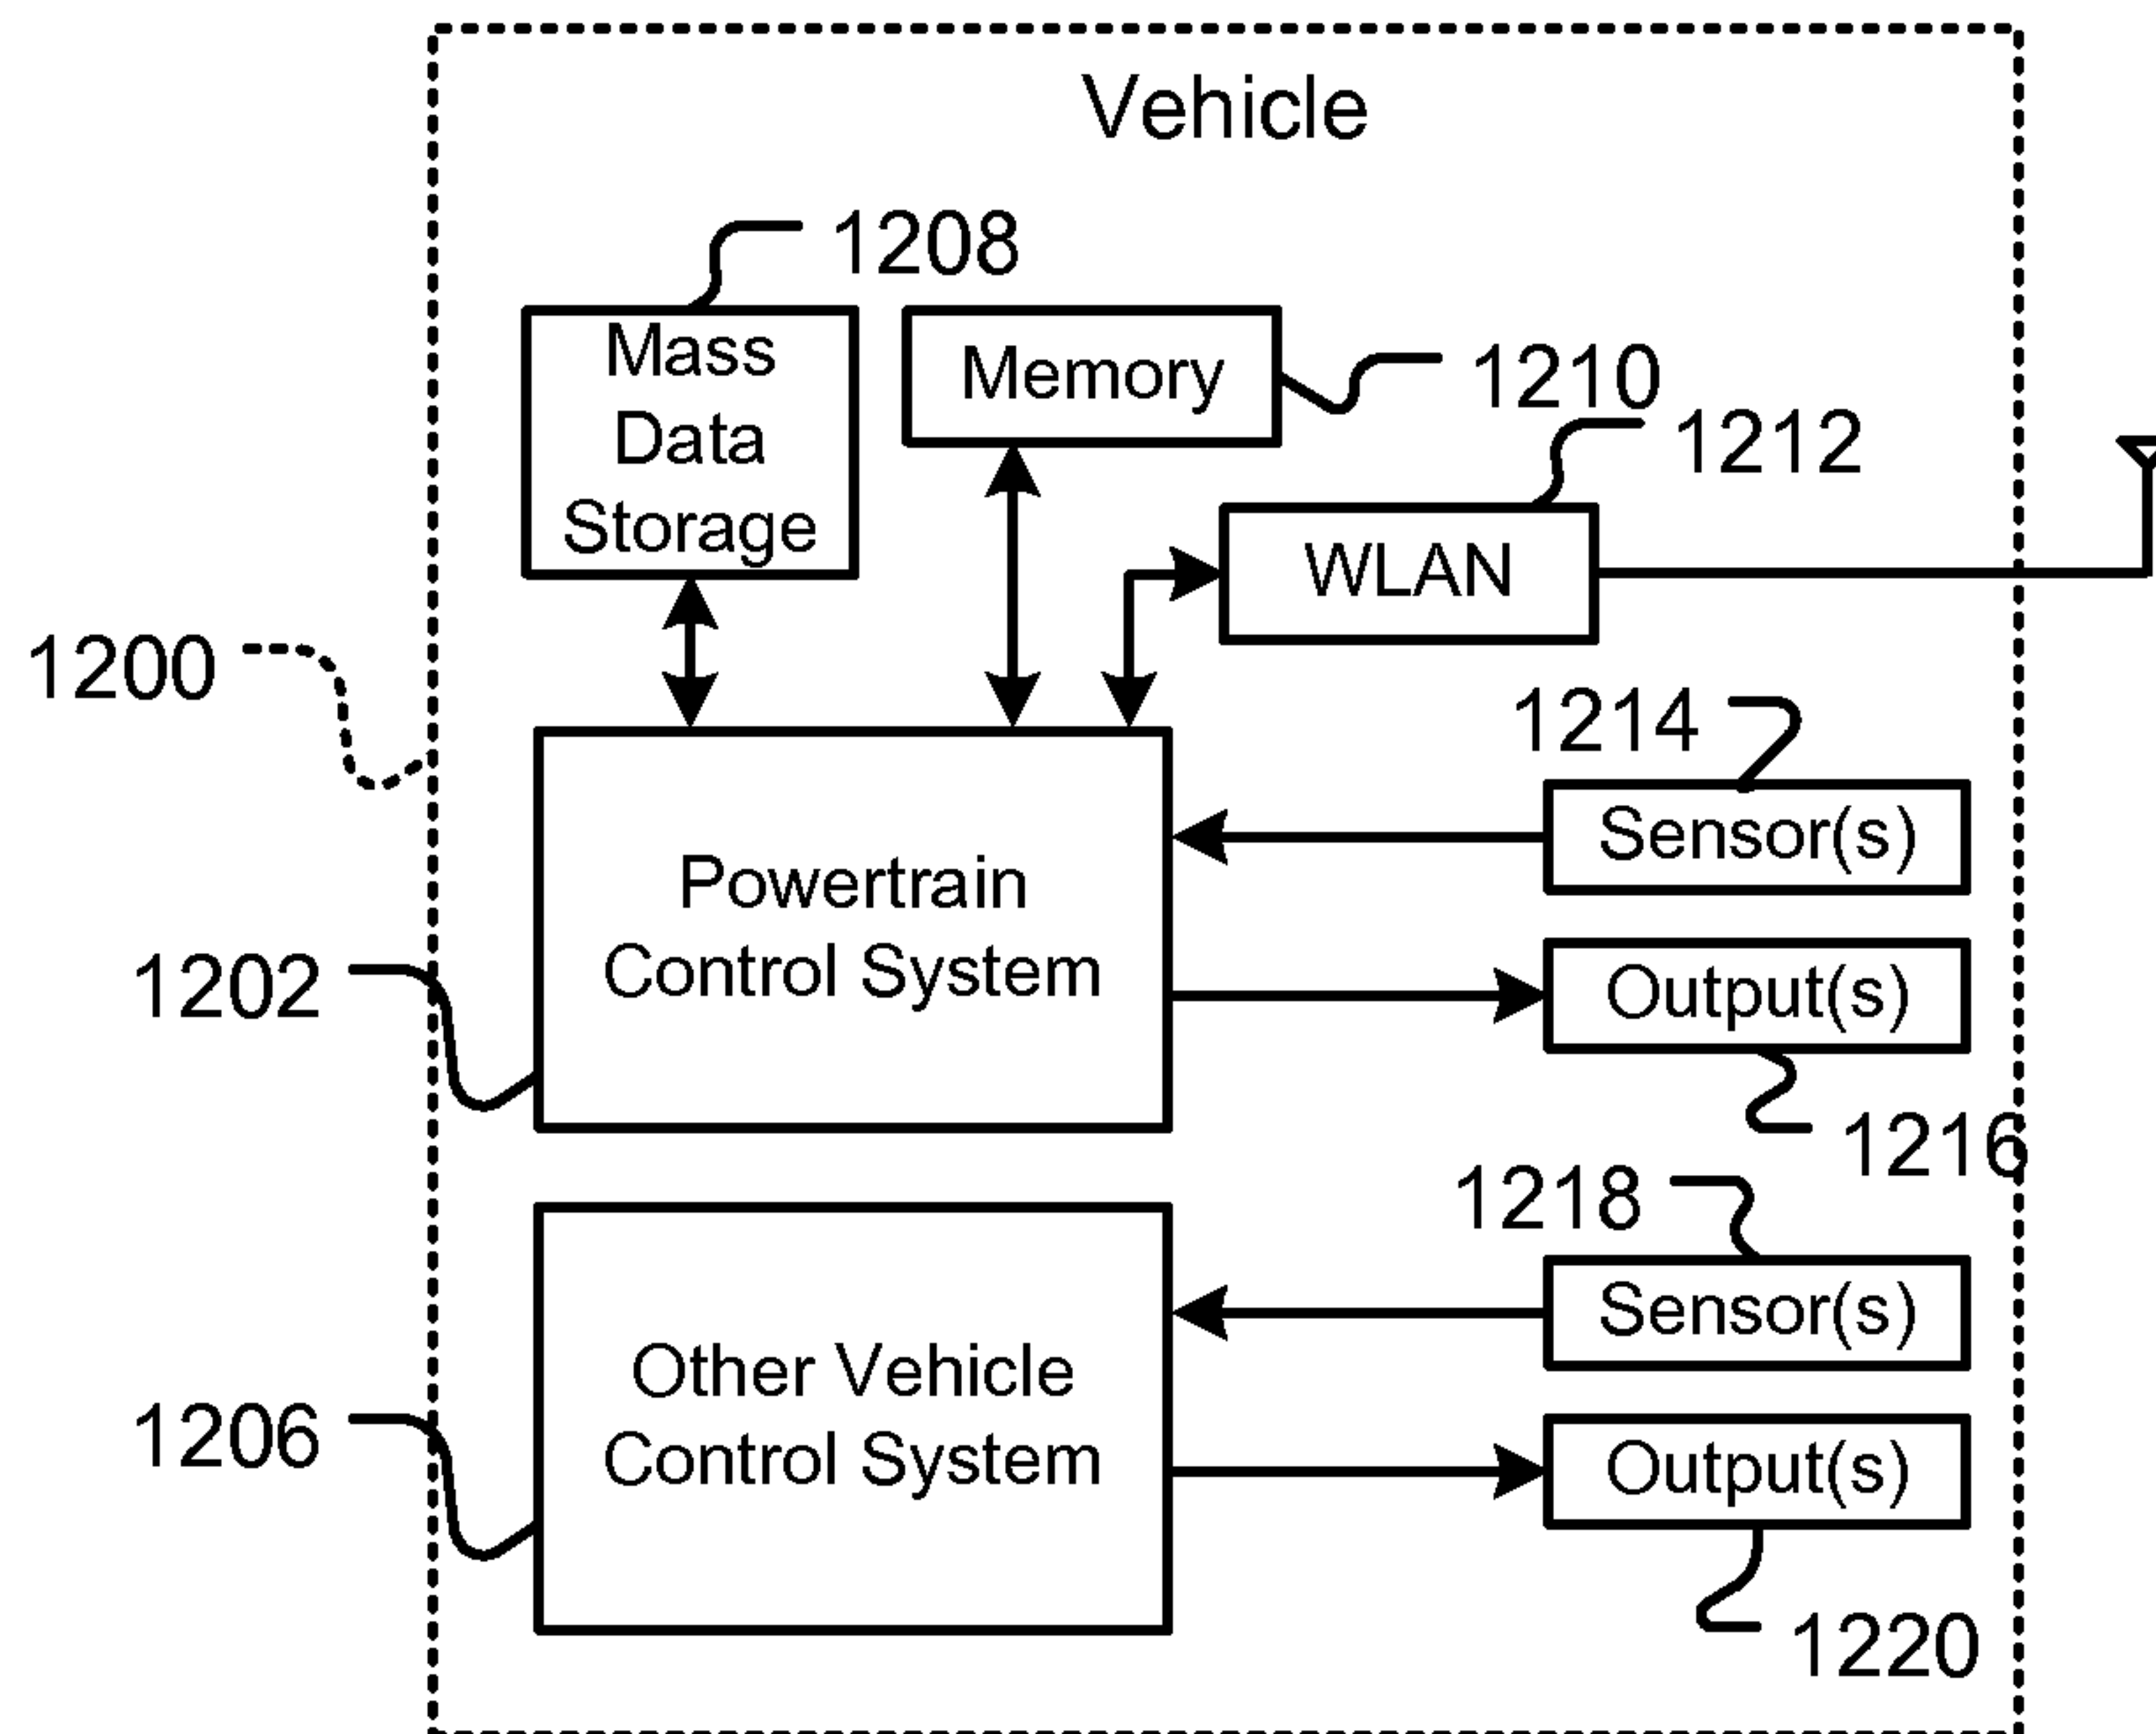 Vehicle
1208
Mass
Data
Storage
Memory
1210
1212
WLAN
1200
1214
Sensor(s)
Powertrain
Control System
1202
Output(s)
1216
1218
Sensor(s)
Other Vehicle
Control System
1206
Output(s)
1220